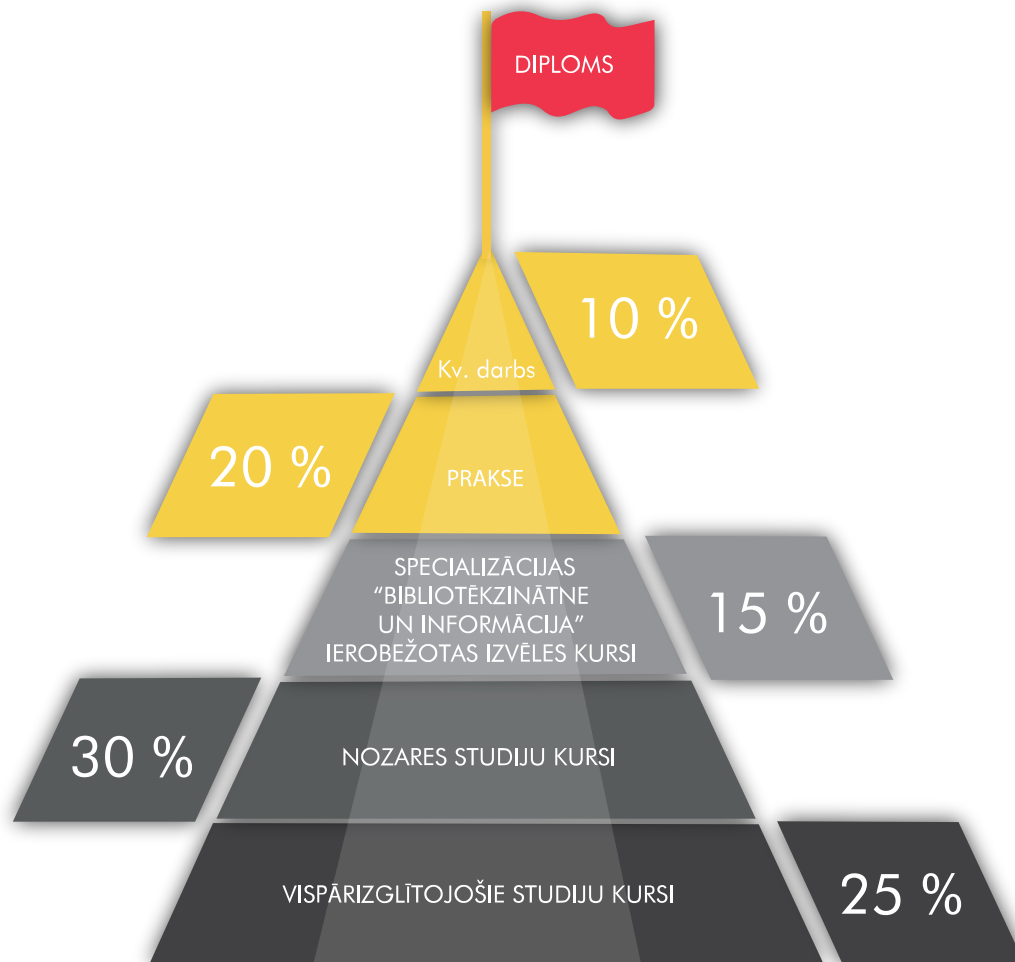 DIPLOMS
10 %
Kv. darbs
20 %
PRAKSE
SPECIALIZĀCIJAS
“BIBLIOTĒKZINĀTNE
UN INFORMĀCIJA”
IEROBEŽOTAS IZVĒLES KURSI
15 %
30 %
NOZARES STUDIJU KURSI
VISPĀRIZGLĪTOJOŠIE STUDIJU KURSI
25 %